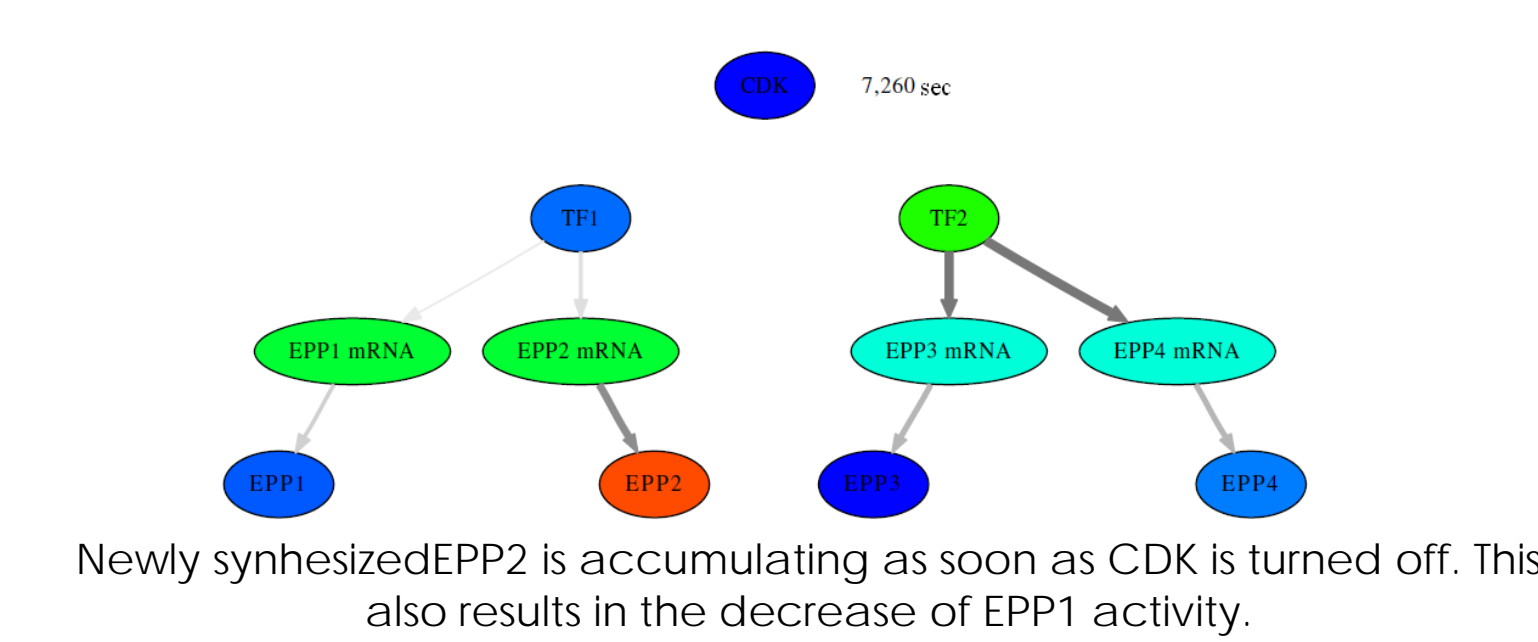 CDK 7,260 sec
TF1 TF2
EPP1 mRNA EPP2 mRNA EPP3 mRNA EPP4 mRNA
EPP1 EPP2 EPP3 EPP4
Newly synhesizedEPP2 is accumulating as soon as CDK is turned off. This
also results in the decrease of EPP1 activity.